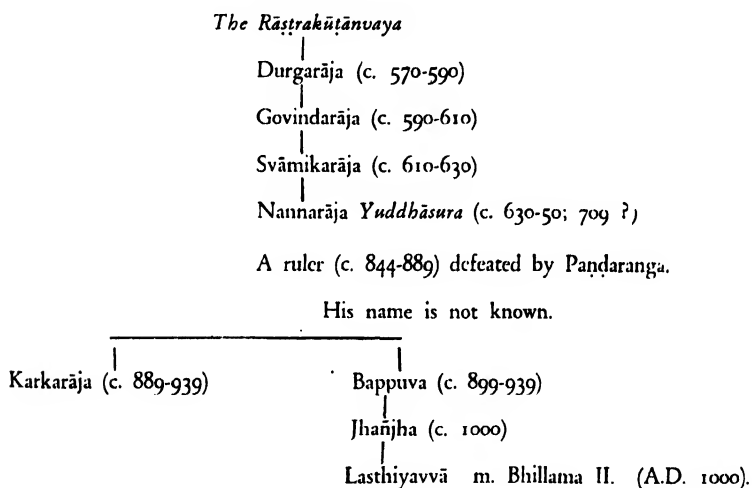 The Rāṣṭrakūṭānvaya
Durgarāja (c. 570-590)
Govindarāja (c. 590-610)
Svāmikarāja (c. 610-630)
Nannarāja Yuddhāsura (c. 630-50; 709 ?)
A ruler (c. 844-889) defeated by Paṇḍaranga.
His name is not known.
Karkarāja (c. 889-939) Bappuva (c. 899-939)
Jhañjha (c. 1000)
Lasthiyavvā m. Bhillama II. (A.D. 1000).